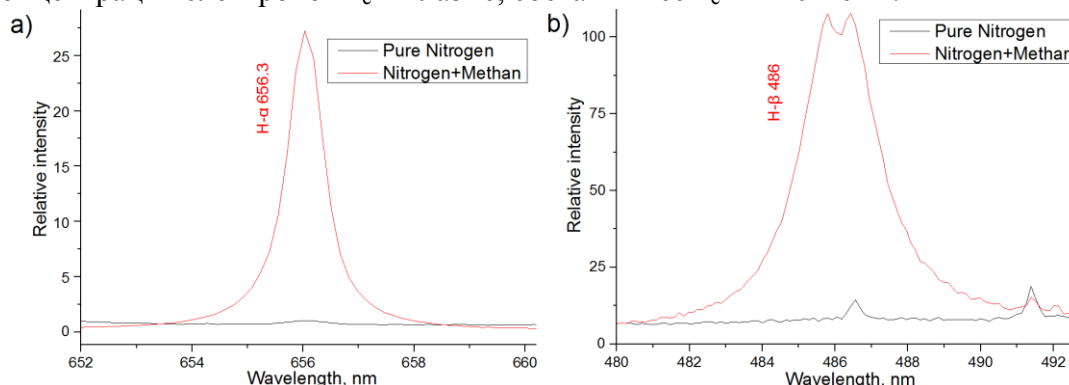 a)
Pure Nitrogen
Nitrogen+Methan
H-α 656.3
Relative intensity
25
20
15
10
5
0
652
654
656
658
660
Wavelength, nm
b)
Pure Nitrogen
Nitrogen+Methan
H-β 486
Relative intensity
100
75
50
25
0
480
482
484
486
488
490
492
Wavelength, nm